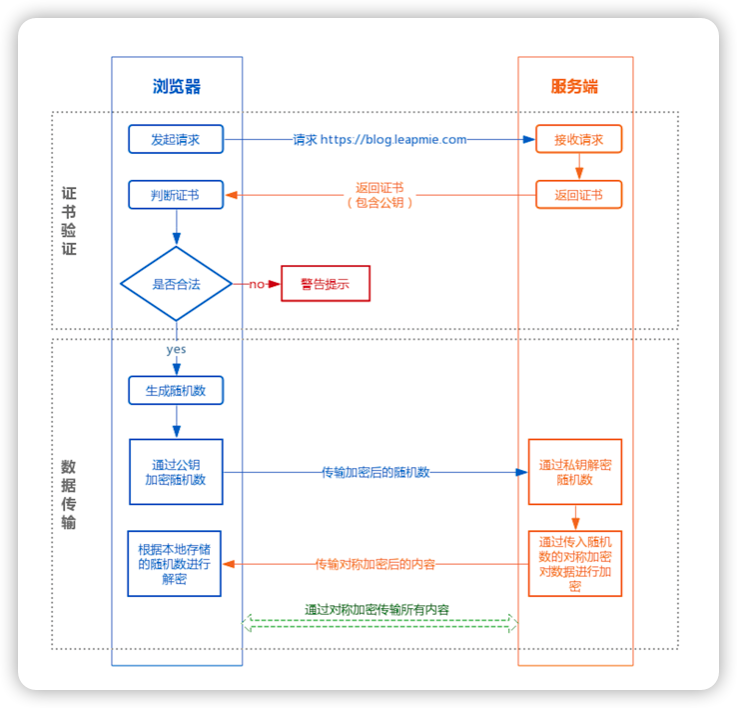 浏览器
服务端
证书验证
发起请求
请求 https://blog.leapmie.com
接收请求
判断证书
返回证书
（包含公钥）
返回证书
是否合法
no
警告提示
yes
数据传输
生成随机数
通过公钥
加密随机数
传输加密后的随机数
通过私钥解密
随机数
根据本地存储
的随机数进行
解密
传输对称加密后的内容
通过传入随机
数的对称加密
对数据进行加
密
通过对称加密传输所有内容